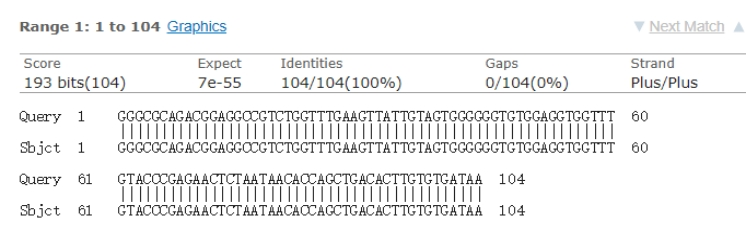 Range 1: 1 to 104 Graphics ▼ Next Match ▲
Score Expect Identities Gaps Strand
193 bits(104) 7e-55 104/104(100%) 0/104(0%) Plus/Plus
Query 1 GGGCGCAGACGGAGGCCGTCTGGTTTGAAGTTATTGTAGTGGGGGGTGTGGAGGTGGTTT 60
||||||||||||||||||||||||||||||||||||||||||||||||||||||||||||
Sbjct 1 GGGCGCAGACGGAGGCCGTCTGGTTTGAAGTTATTGTAGTGGGGGGTGTGGAGGTGGTTT 60
Query 61 GTACCCGAGAACTCTAATAACACCAGCTGACACTTGTGTGATAA 104
||||||||||||||||||||||||||||||||||||||||||||
Sbjct 61 GTACCCGAGAACTCTAATAACACCAGCTGACACTTGTGTGATAA 104